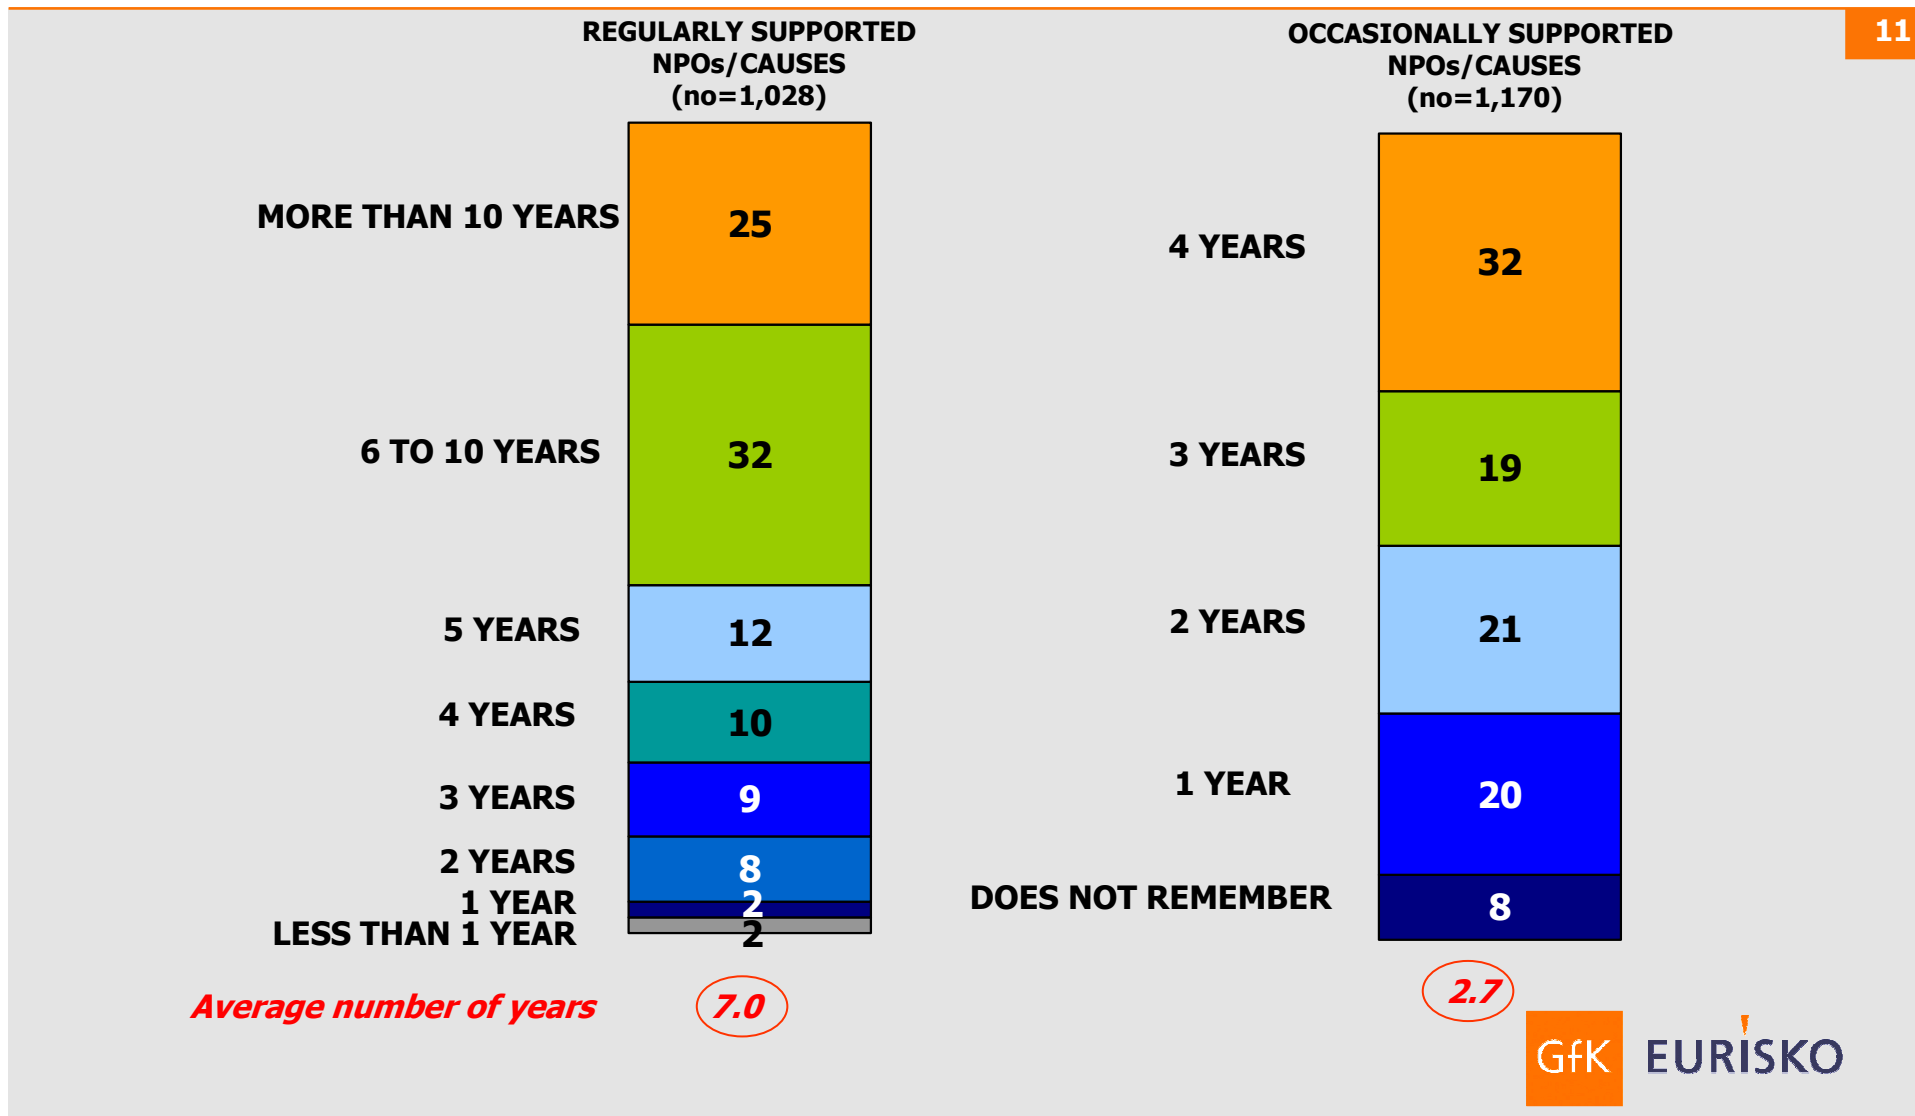 11
REGULARLY SUPPORTED
NPOs/CAUSES
(no=1,028)
MORE THAN 10 YEARS
25
6 TO 10 YEARS
32
5 YEARS
12
4 YEARS
10
3 YEARS
9
2 YEARS
8
1 YEAR
2
LESS THAN 1 YEAR
2
Average number of years
7.0
OCCASIONALLY SUPPORTED
NPOs/CAUSES
(no=1,170)
4 YEARS
32
3 YEARS
19
2 YEARS
21
1 YEAR
20
DOES NOT REMEMBER
8
2.7
GfK EURISKO